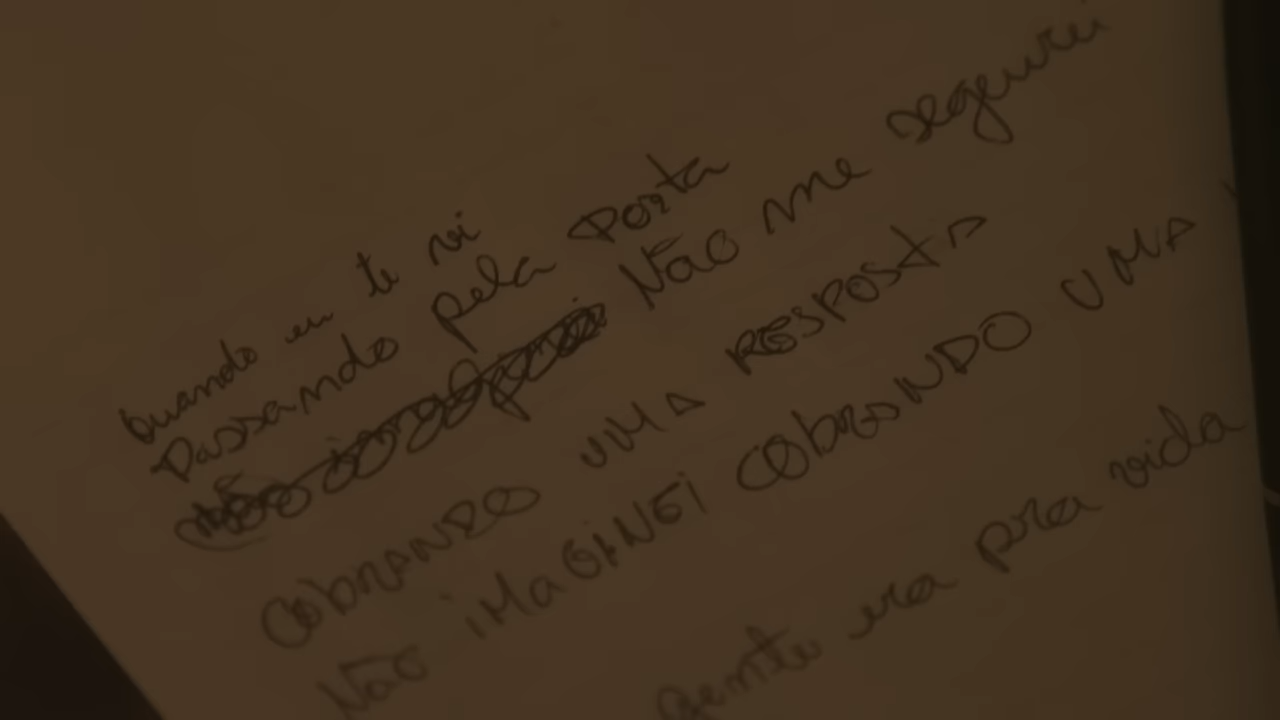 quando eu te vi
Passando pela Porta
Não me segurei
CObRANDO UMA RESPOSTA
Não iMaGiNEi CObRANDO UMA
gente era pra vida